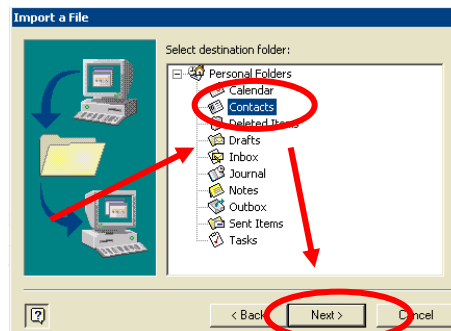 Import a File
Select destination folder:
Personal Folders
Calendar
Contacts
Deleted Items
Drafts
Inbox
Journal
Notes
Outbox
Sent Items
Tasks
< Back
Next >
Cancel